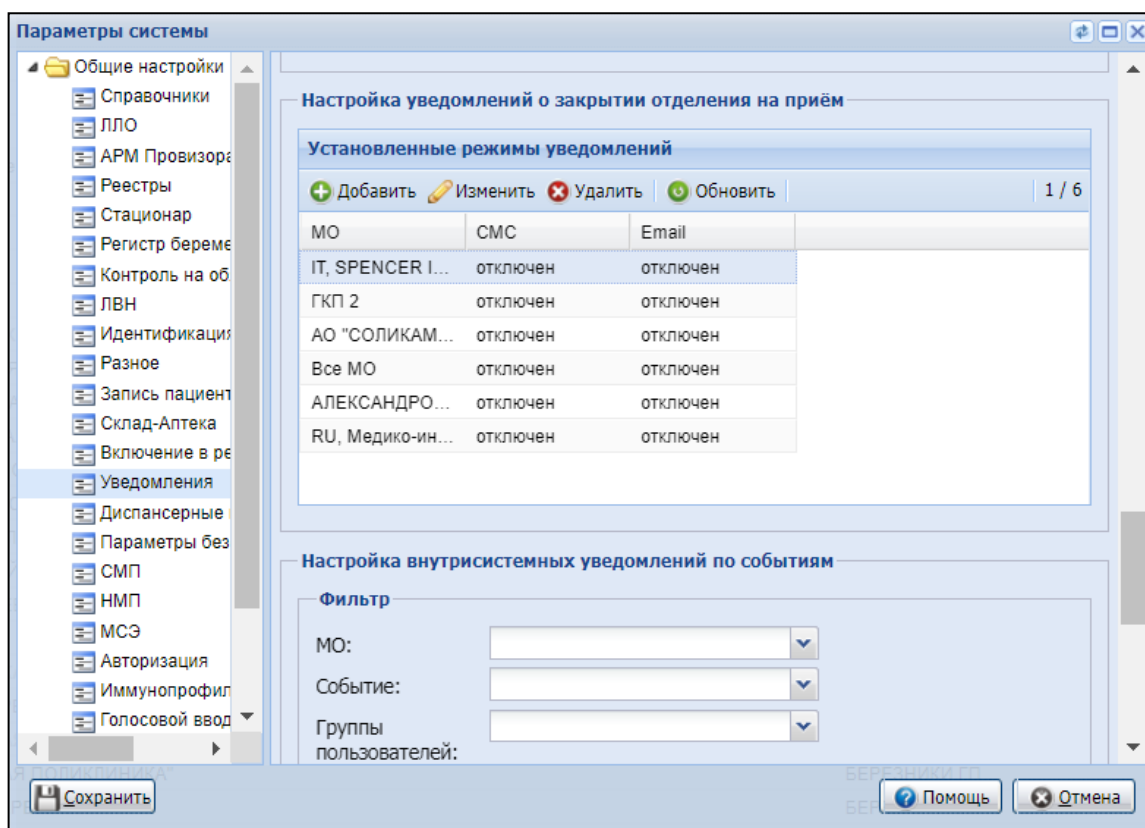 Параметры системы
Общие настройки
Справочники
ЛЛО
АРМ Провизора
Реестры
Стационар
Регистр береме
Контроль на об
ЛВН
Идентификация
Разное
Запись пациент
Склад-Аптека
Включение в ре
Уведомления
Диспансерные
Параметры без
СМП
НМП
МСЭ
Авторизация
Иммунопрофил
Голосовой ввод
Настройка уведомлений о закрытии отделения на приём
Установленные режимы уведомлений
Добавить Изменить Удалить Обновить 1 / 6
МО СМС Email
IT, SPENCER I... отключен отключен
ГКП 2 отключен отключен
АО "СОЛИКАМ... отключен отключен
Все МО отключен отключен
АЛЕКСАНДРО... отключен отключен
RU, Медико-ин... отключен отключен
Настройка внутрисистемных уведомлений по событиям
Фильтр
МО:
Событие:
Группы
пользователей:
Я ПОЛИКЛИНИКА" БЕРЕЗНИКИ ГП
Сохранить Помощь Отмена